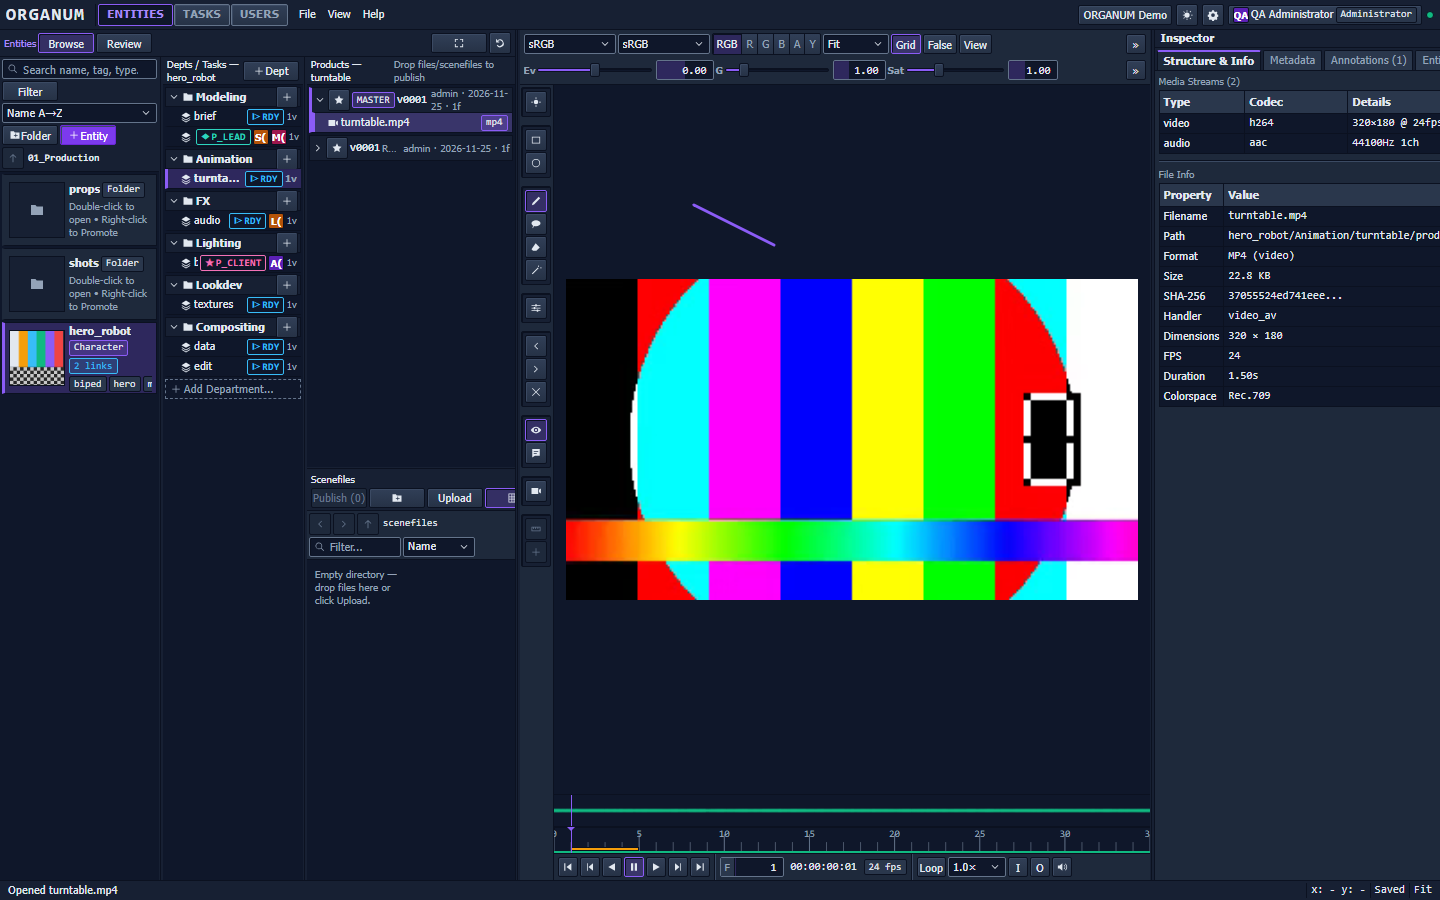 ORGANUM ENTITIES TASKS USERS File View Help ORGANUM Demo QA QA Administrator Administrator
Entities Browse Review
Search name, tag, type.
Filter
Name A→Z
Folder + Entity
01_Production
props Folder
Double-click to
open • Right-click
to Promote
shots Folder
Double-click to
open • Right-click
to Promote
hero_robot
Character
2 links
biped hero
Depts / Tasks —
hero_robot
+ Dept
Modeling
brief RDY 1v
P_LEAD S( M( 1v
Animation
turnta... RDY 1v
FX
audio RDY L( 1v
Lighting
P_CLIENT A( 1v
Lookdev
textures RDY 1v
Compositing
data RDY 1v
edit RDY 1v
+ Add Department...
Products —
turntable
Drop files/scenefiles to
publish
MASTER v0001 admin · 2026-11-
25 · 1f
turntable.mp4 mp4
v0001 R... admin · 2026-11-25 · 1f
Scenefiles
Publish (0) Upload
scenefiles
Filter... Name
Empty directory —
drop files here or
click Upload.
sRGB sRGB RGB R G B A Y Fit Grid False View »
Ev 0.00 G 1.00 Sat 1.00 »
5 10 15 20 25 30
F 1 00:00:00:01 24 fps Loop 1.0× I O
Inspector
Structure & Info Metadata Annotations (1) Enti
Media Streams (2)
Type Codec Details
video h264 320×180 @ 24fps
audio aac 44100Hz 1ch
File Info
Property Value
Filename turntable.mp4
Path hero_robot/Animation/turntable/prod
Format MP4 (video)
Size 22.8 KB
SHA-256 37055524ed741eee...
Handler video_av
Dimensions 320 × 180
FPS 24
Duration 1.50s
Colorspace Rec.709
Opened turntable.mp4 x: - y: - Saved Fit